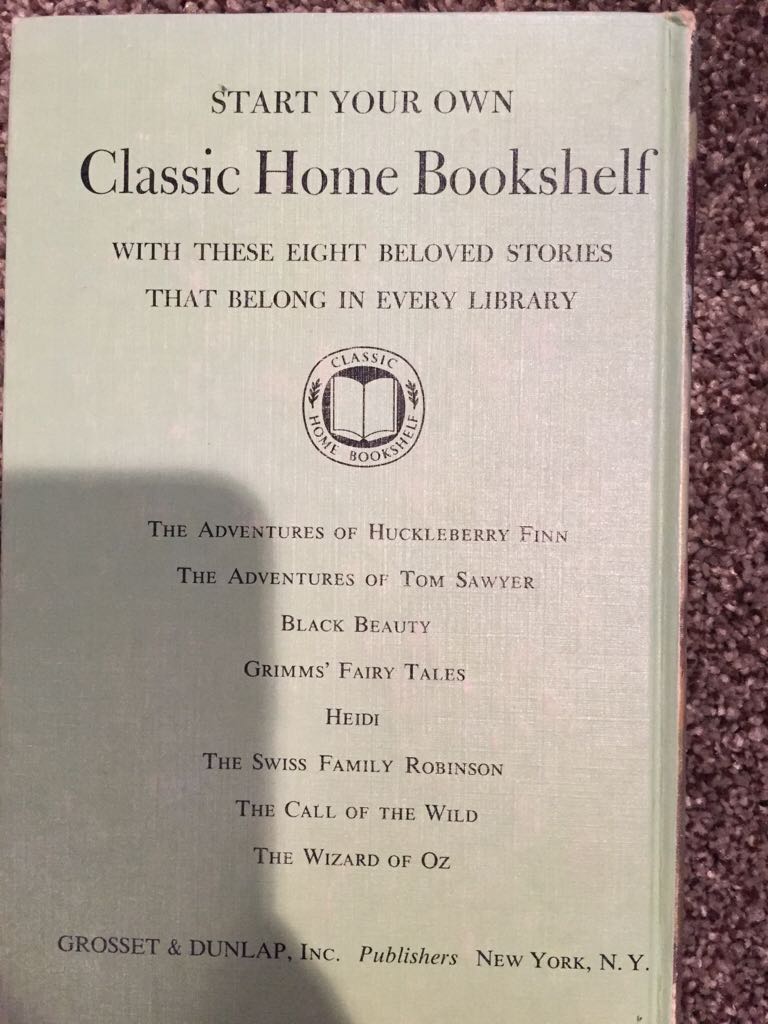 START YOUR OWN
Classic Home Bookshelf
WITH THESE EIGHT BELOVED STORIES
THAT BELONG IN EVERY LIBRARY
CLASSIC
HOME BOOKSHELF
THE ADVENTURES OF HUCKLEBERRY FINN
THE ADVENTURES OF TOM SAWYER
BLACK BEAUTY
GRIMMS' FAIRY TALES
HEIDI
THE SWISS FAMILY ROBINSON
THE CALL OF THE WILD
THE WIZARD OF OZ
GROSSET & DUNLAP, INC. Publishers NEW YORK, N. Y.